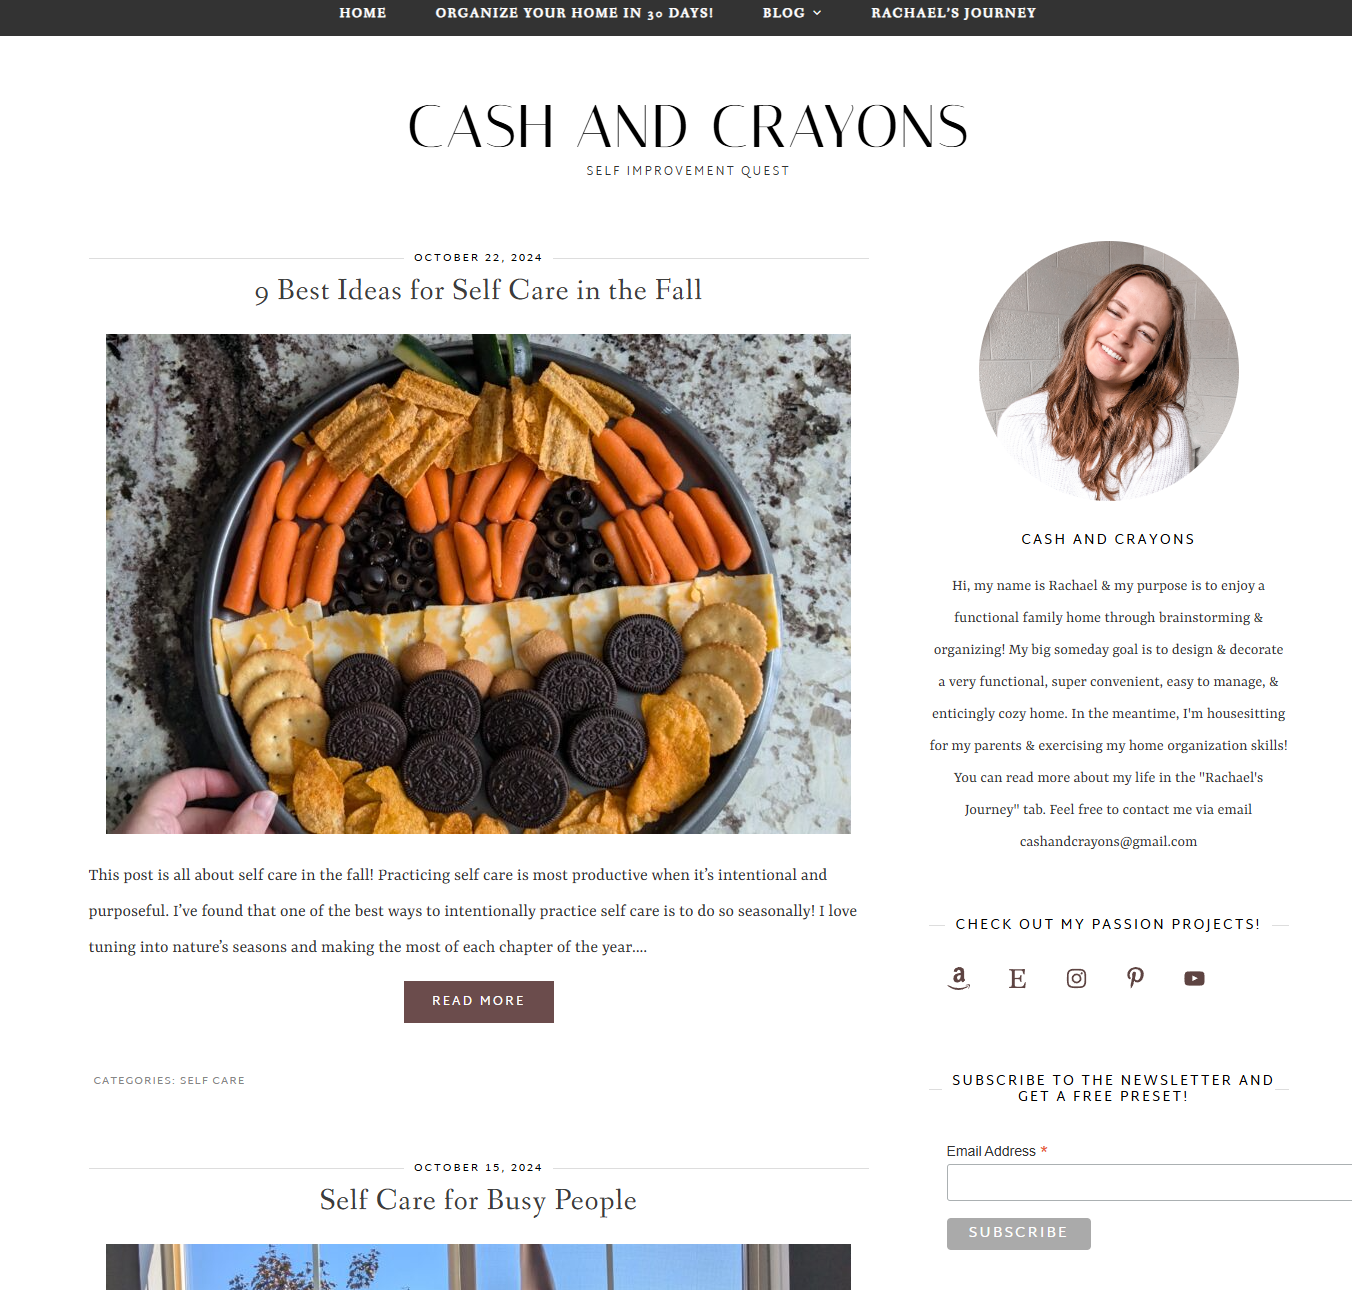 HOME ORGANIZE YOUR HOME IN 30 DAYS! BLOG RACHAEL'S JOURNEY
CASH AND CRAYONS
SELF IMPROVEMENT QUEST
OCTOBER 22, 2024
9 Best Ideas for Self Care in the Fall
This post is all about self care in the fall! Practicing self care is most productive when it's intentional and
purposeful. I've found that one of the best ways to intentionally practice self care is to do so seasonally! I love
tuning into nature's seasons and making the most of each chapter of the year....
READ MORE
CATEGORIES: SELF CARE
OCTOBER 15, 2024
Self Care for Busy People
CASH AND CRAYONS
Hi, my name is Rachael & my purpose is to enjoy a
functional family home through brainstorming &
organizing! My big someday goal is to design & decorate
a very functional, super convenient, easy to manage, &
enticingly cozy home. In the meantime, I'm housesitting
for my parents & exercising my home organization skills!
You can read more about my life in the "Rachael's
Journey" tab. Feel free to contact me via email
cashandcrayons@gmail.com
CHECK OUT MY PASSION PROJECTS!
SUBSCRIBE TO THE NEWSLETTER AND
GET A FREE PRESET!
Email Address *
SUBSCRIBE